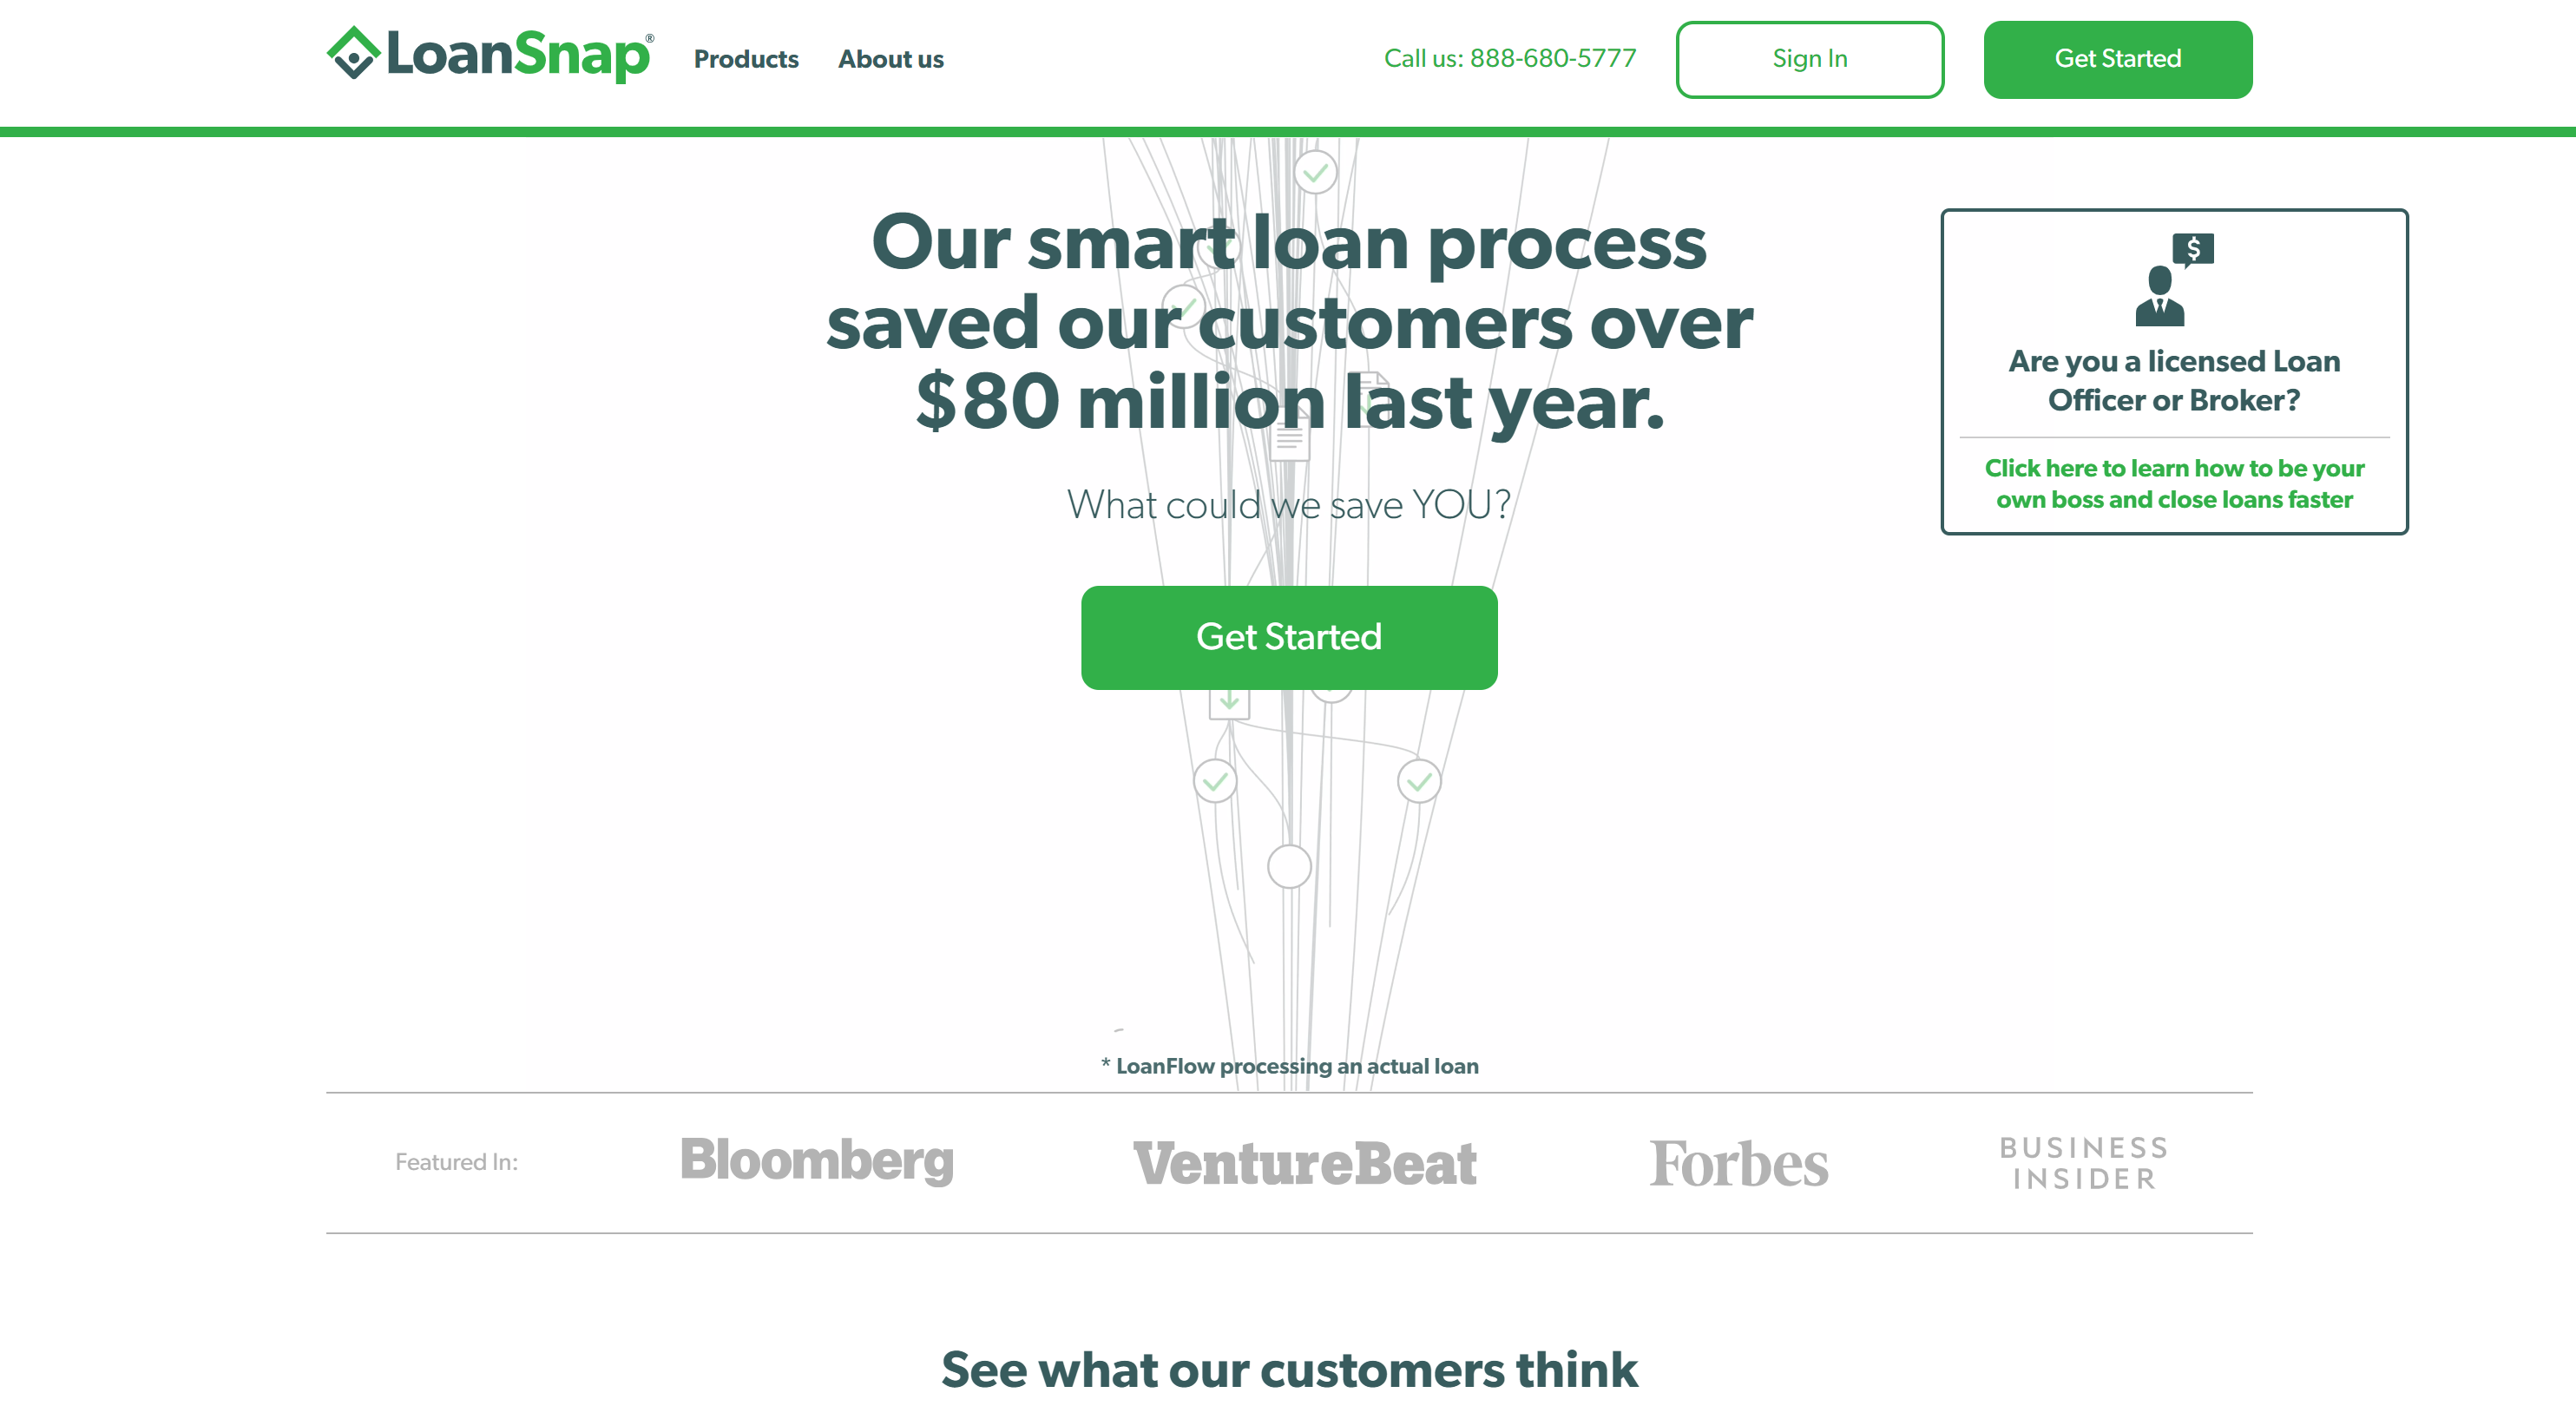 LoanSnap®
Products
About us
Call us: 888-680-5777
Sign In
Get Started
Our smart loan process
saved our customers over
$80 million last year.
What could we save YOU?
Get Started
$
Are you a licensed Loan
Officer or Broker?
Click here to learn how to be your
own boss and close loans faster
* LoanFlow processing an actual loan
Featured In:
Bloomberg
VentureBeat
Forbes
BUSINESS
INSIDER
See what our customers think